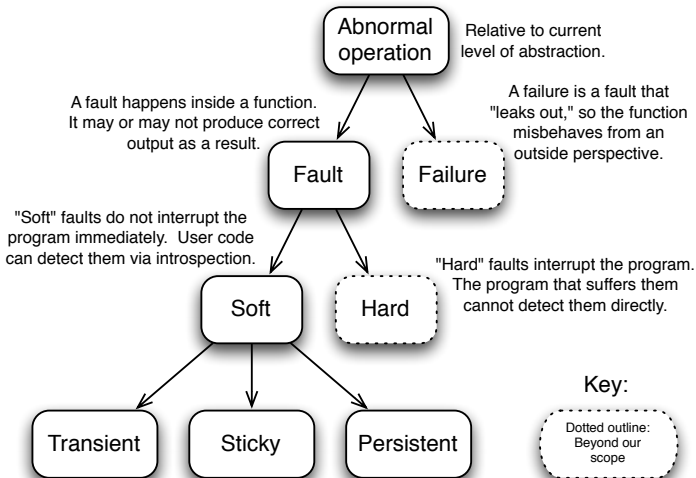 Abnormal
operation
Relative to current
level of abstraction.
A fault happens inside a function.
It may or may not produce correct
output as a result.
A failure is a fault that
"leaks out," so the function
misbehaves from an
outside perspective.
Fault
Failure
"Soft" faults do not interrupt the
program immediately.  User code
can detect them via introspection.
"Hard" faults interrupt the program.
The program that suffers them
cannot detect them directly.
Soft
Hard
Transient
Sticky
Persistent
Key:
Dotted outline:
Beyond our
scope